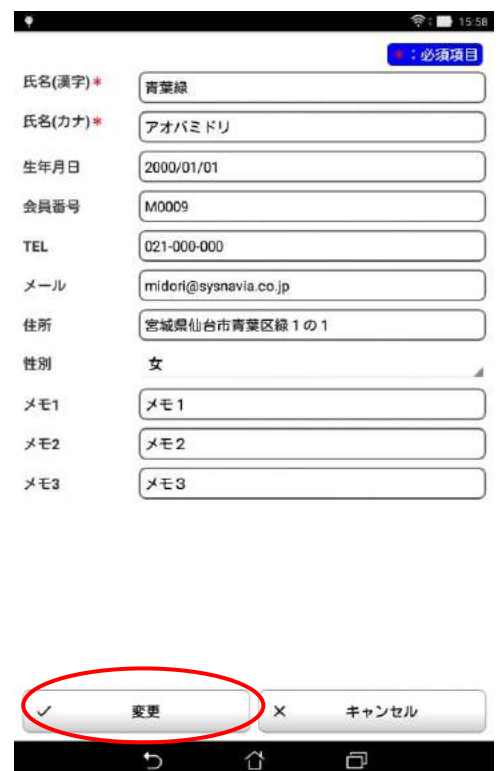 15:58
*：必須項目
氏名(漢字)* 青葉緑
氏名(カナ)* アオバミドリ
生年月日 2000/01/01
会員番号 M0009
TEL 021-000-000
メール midori@sysnavia.co.jp
住所 宮城県仙台市青葉区緑１の１
性別 女
メモ1 メモ１
メモ2 メモ２
メモ3 メモ３
✓ 変更 × キャンセル